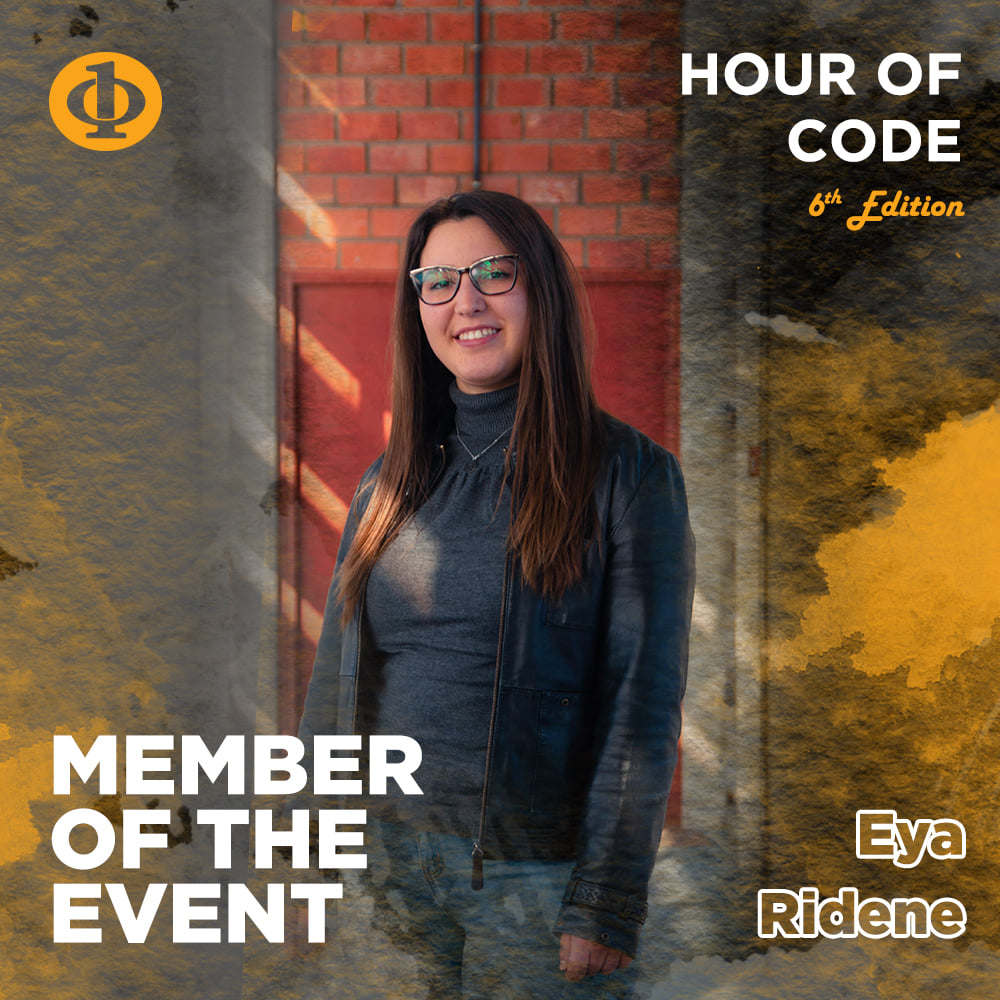 HOUR OF
CODE
6th Edition
MEMBER
OF THE
EVENT
Eya
Ridene